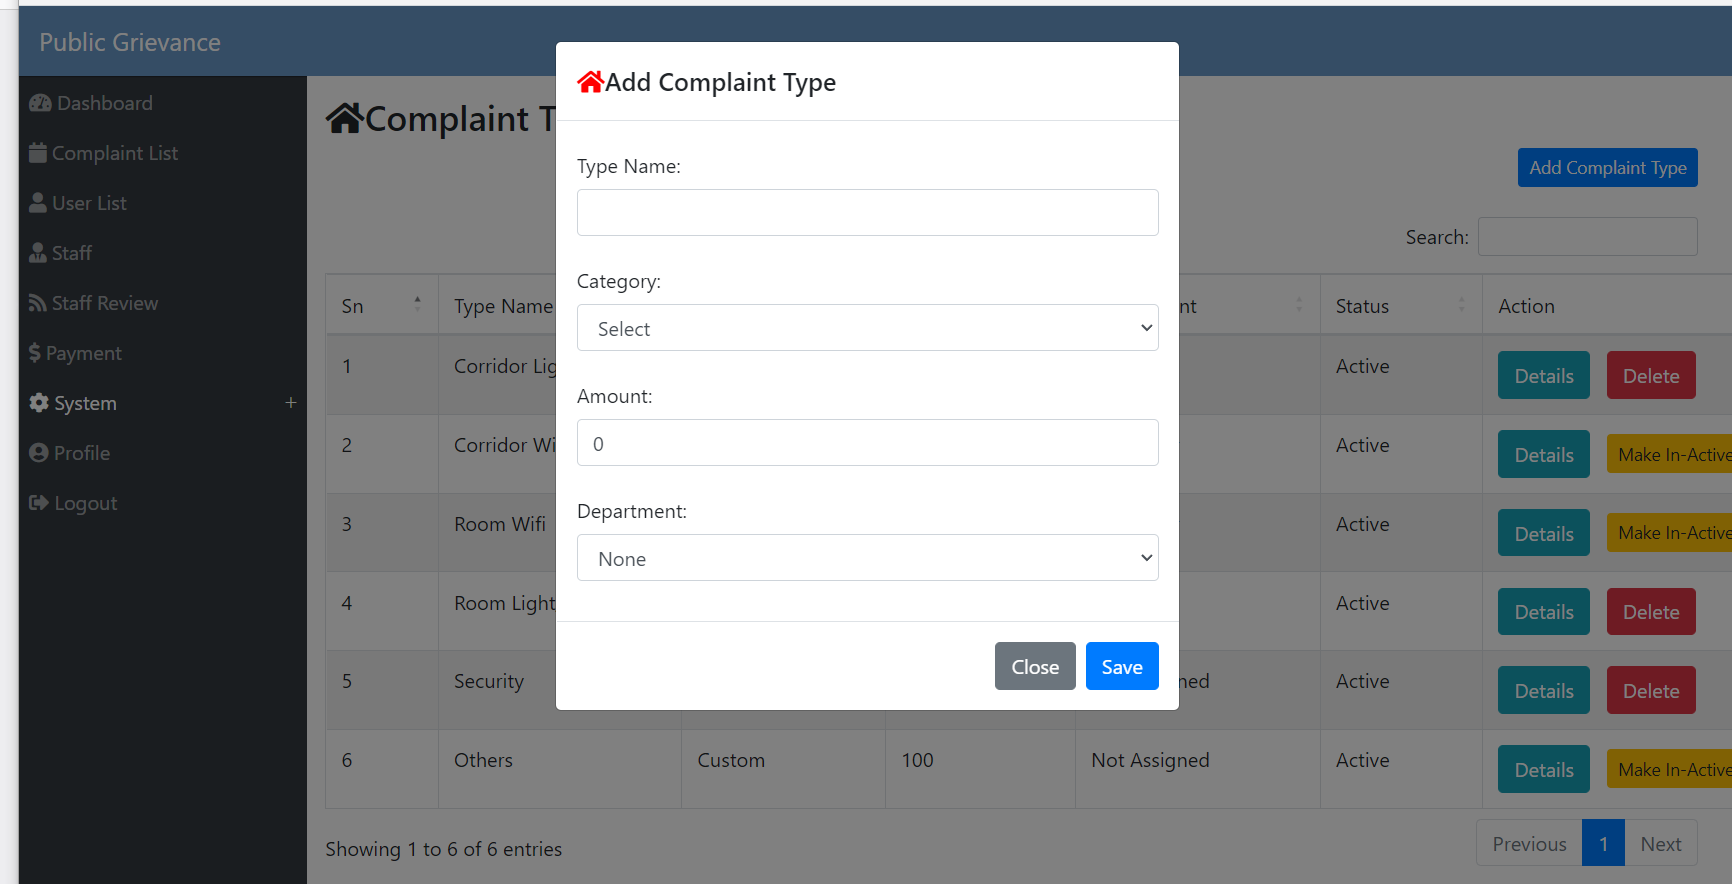 Public Grievance
Dashboard
Complaint List
User List
Staff
Staff Review
Payment
System +
Profile
Logout
Complaint T
Add Complaint Type
Search:
Sn Type Name nt Status Action
1 Corridor Lig Active Details Delete
2 Corridor Wi Active Details Make In-Active
3 Room Wifi Active Details Make In-Active
4 Room Light Active Details Delete
5 Security ned Active Details Delete
6 Others Custom 100 Not Assigned Active Details Make In-Active
Showing 1 to 6 of 6 entries
Previous 1 Next
Add Complaint Type
Type Name:
Category:
Select
Amount:
0
Department:
None
Close Save